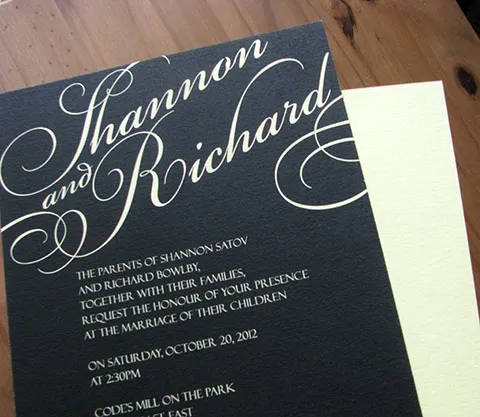 Shannon
and Richard
THE PARENTS OF SHANNON SATOV
AND RICHARD BOWLBY,
TOGETHER WITH THEIR FAMILIES,
REQUEST THE HONOUR OF YOUR PRESENCE
AT THE MARRIAGE OF THEIR CHILDREN
ON SATURDAY, OCTOBER 20, 2012
AT 2:30PM
CODE'S MILL ON THE PARK
EAST